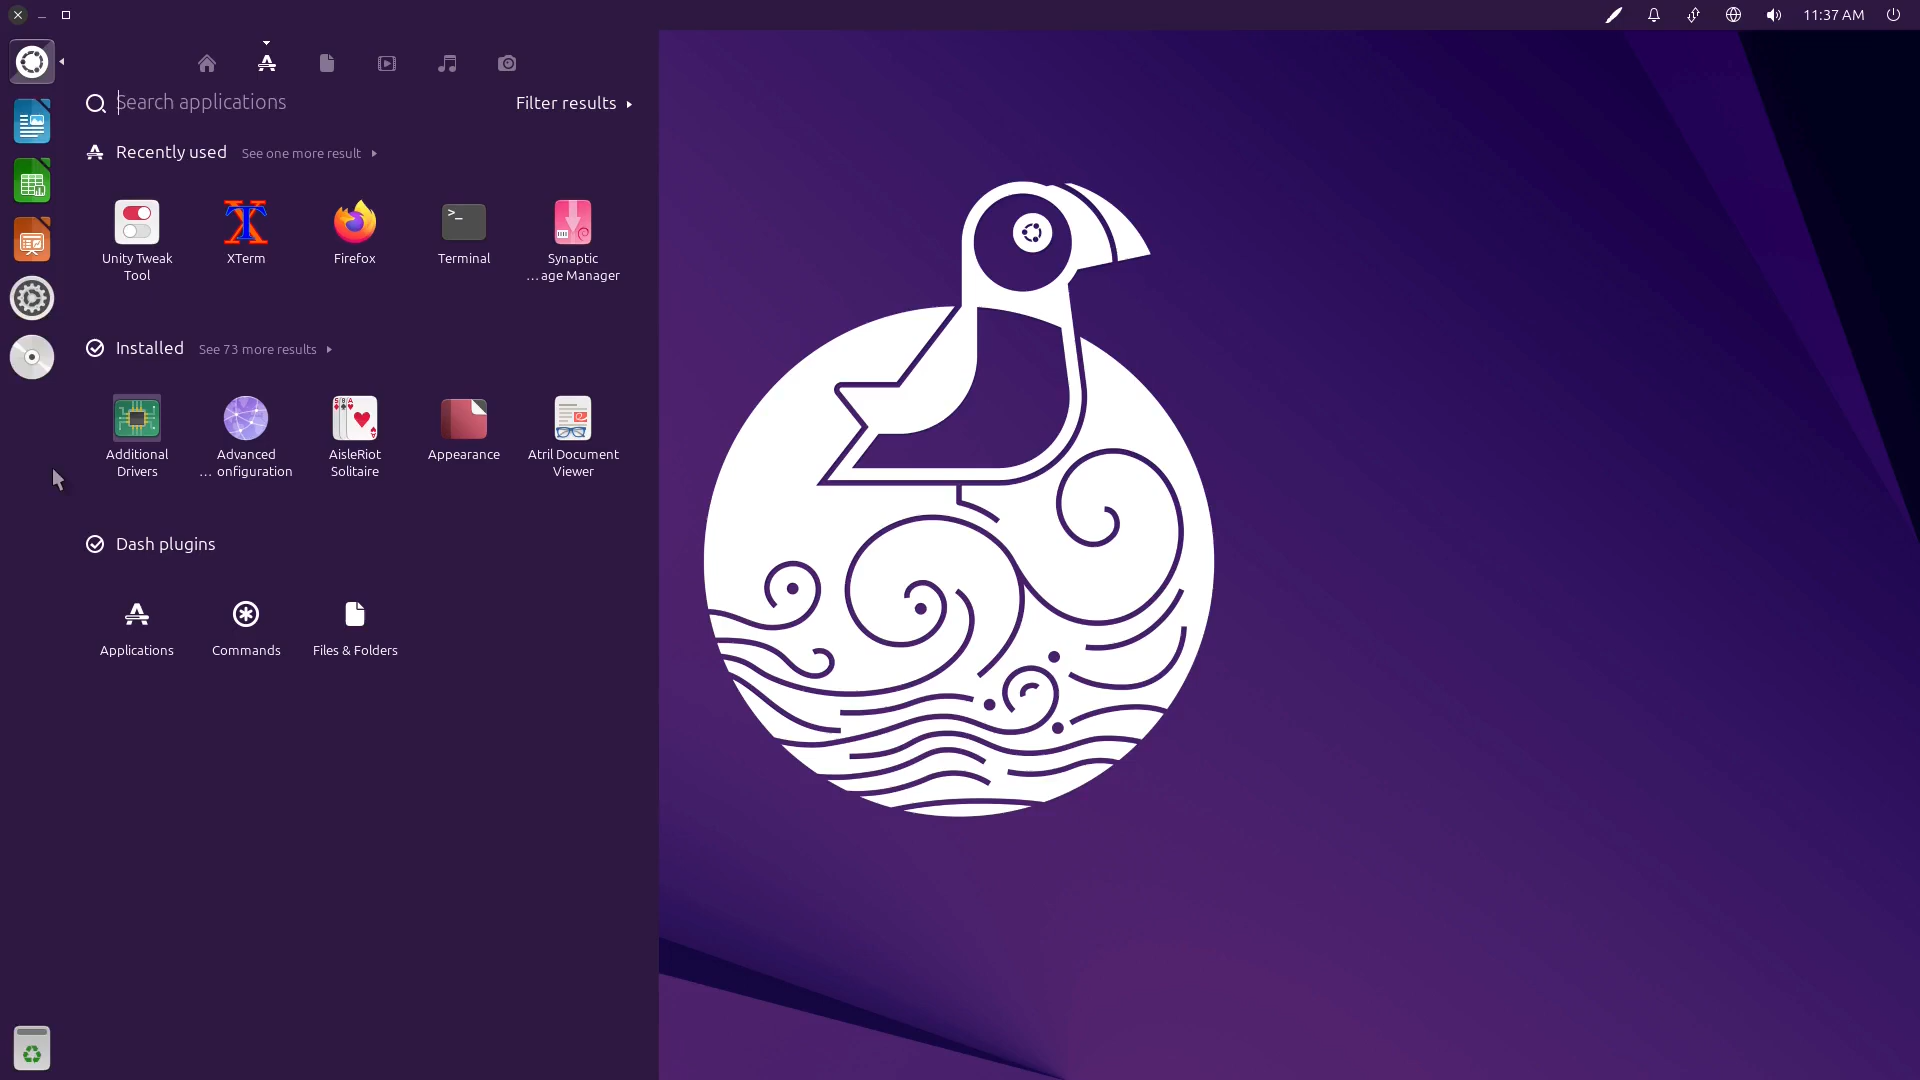 11:37 AM
Search applications
Filter results
Recently used See one more result
Unity Tweak
Tool
XTerm
Firefox
>_
Terminal
Synaptic
…age Manager
Installed See 73 more results
Additional
Drivers
Advanced
… onfiguration
AisleRiot
Solitaire
Appearance
Atril Document
Viewer
Dash plugins
Applications
Commands
Files & Folders